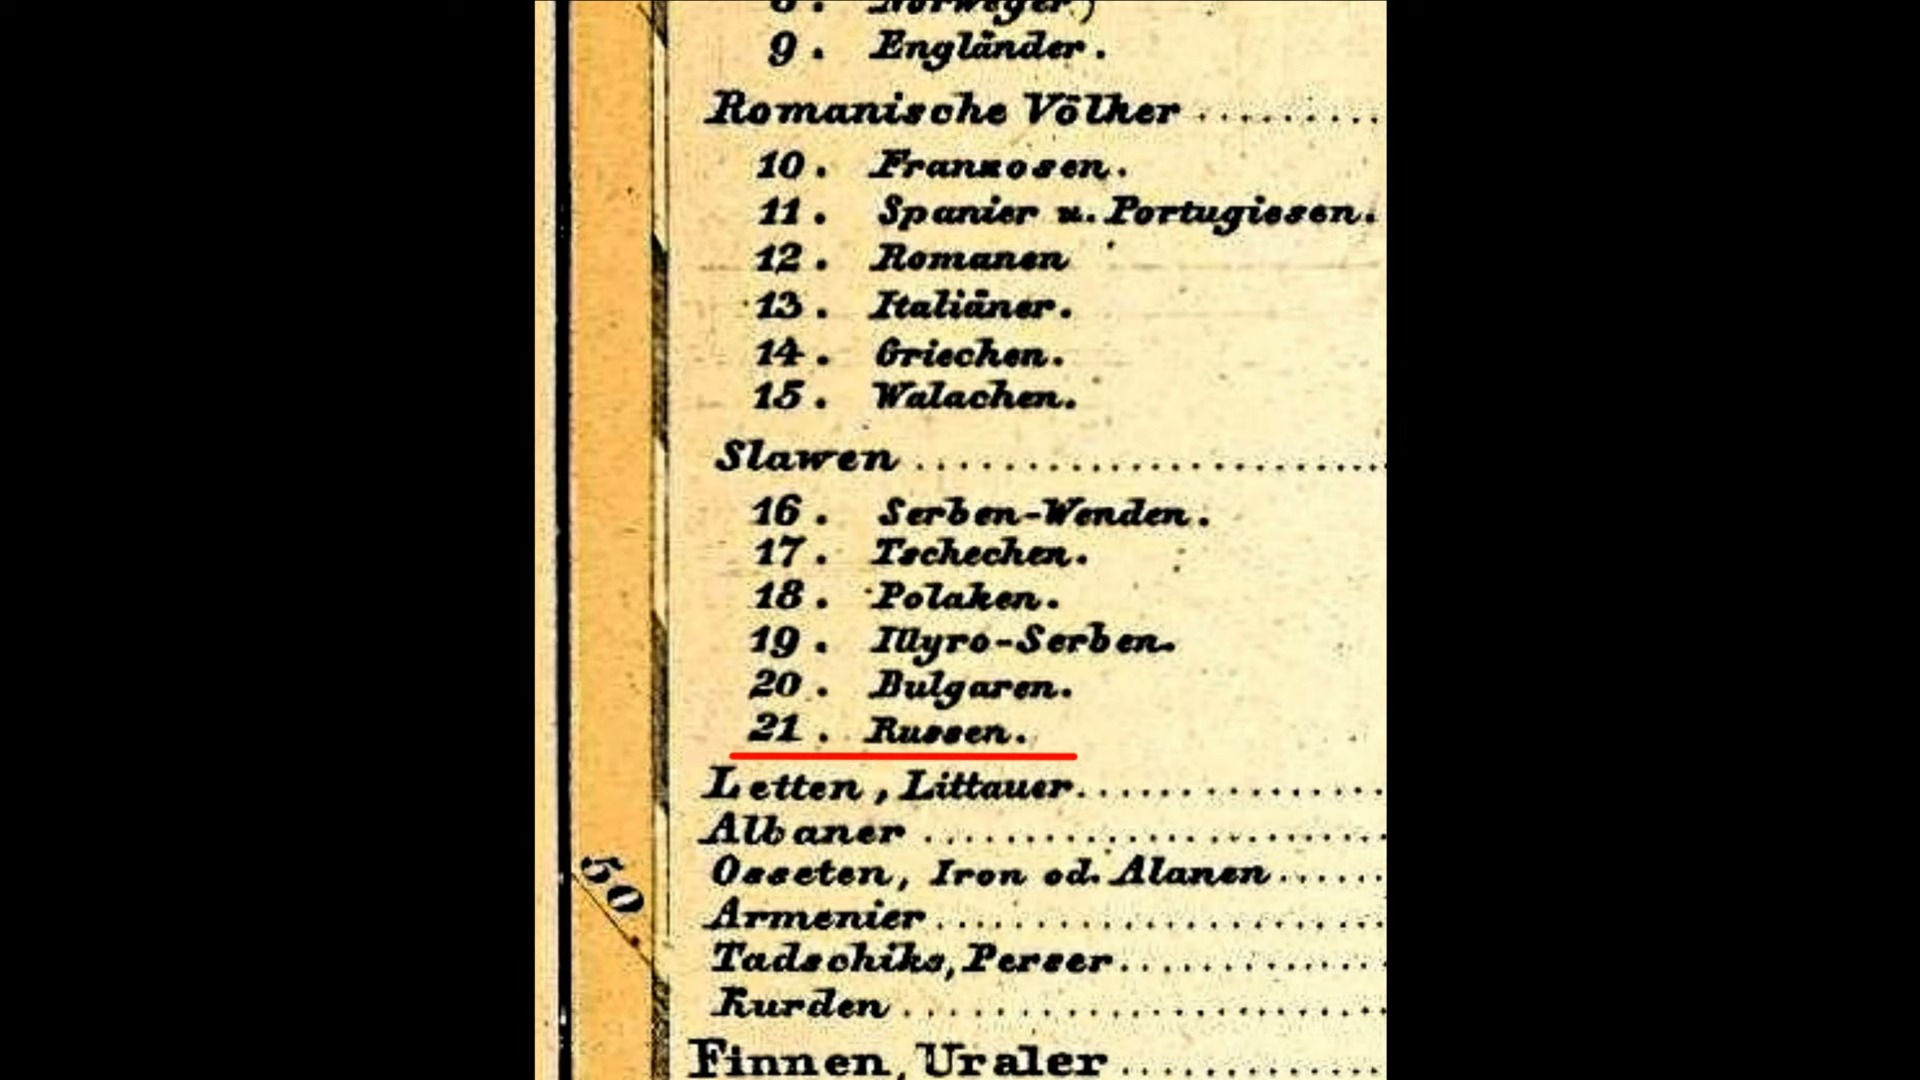 8. Norweger)
9. Engländer.
Romanische Völker
10. Franzosen.
11. Spanier u. Portugiesen.
12. Romanen
13. Italiäner.
14. Griechen.
15. Walachen.
Slawen
16. Serben-Wenden.
17. Tschechen.
18. Polaken.
19. Illyro-Serben.
20. Bulgaren.
21. Russen.
Letten, Littauer
Albaner
Osseten, Iron od. Alanen
50.
Armenier
Tadschiks, Perser
Kurden
Finnen, Uraler